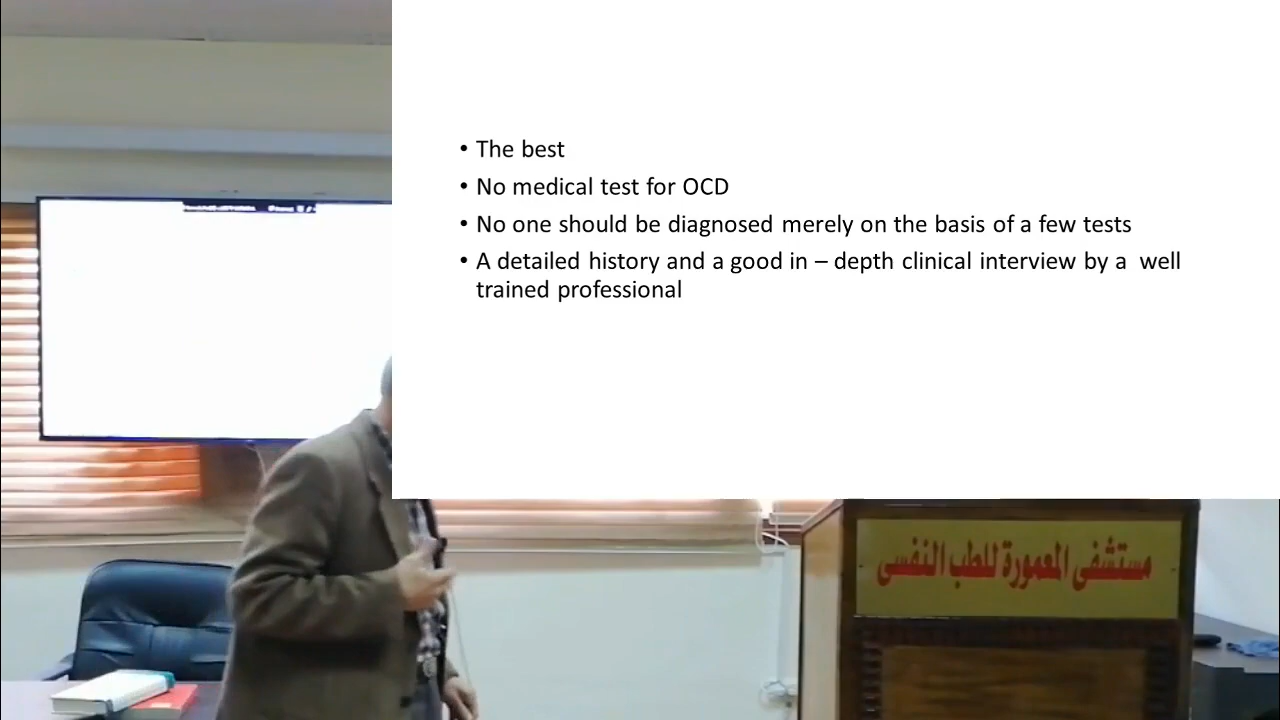 • The best
• No medical test for OCD
• No one should be diagnosed merely on the basis of a few tests
• A detailed history and a good in – depth clinical interview by a  well
trained professional
مستشفى المعمورة للطب النفسى